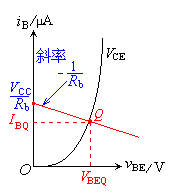 iB/μA
斜率
-1/Rb
VCE
VCC/Rb
Q
IBQ
O
vBE/V
VBEQ